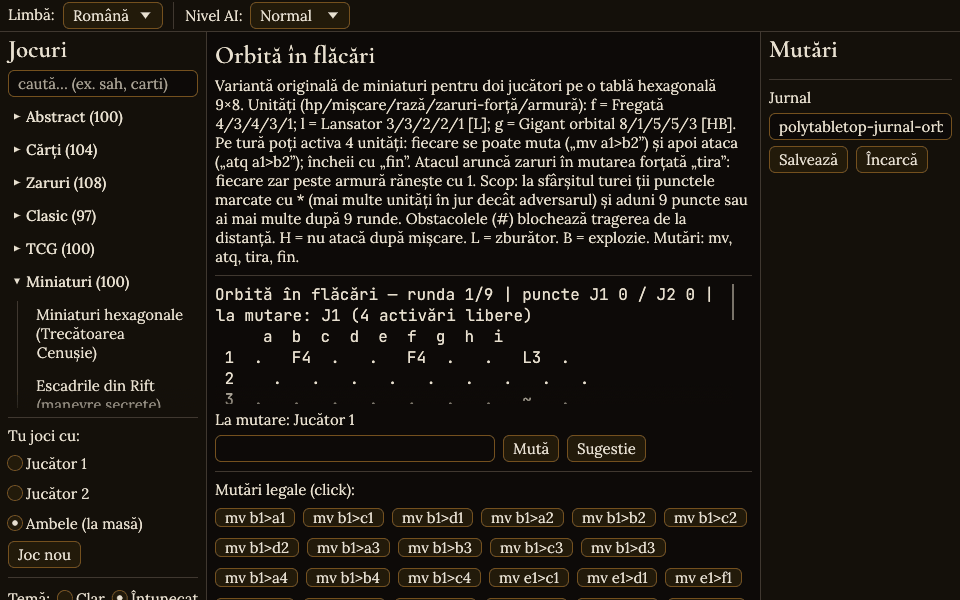 Limbă: Română ▼ Nivel AI: Normal ▼
Jocuri
caută... (ex. sah, carti)
▸ Abstract (100)
▸ Cărți (104)
▸ Zaruri (108)
▸ Clasic (97)
▸ TCG (100)
▾ Miniaturi (100)
Miniaturi hexagonale
(Trecătoarea
Cenușie)
Escadrile din Rift
(manevre secrete)
Tu joci cu:
Jucător 1
Jucător 2
Ambele (la masă)
Joc nou
Temă: Clar Întunecat
Orbită în flăcări
Variantă originală de miniaturi pentru doi jucători pe o tablă hexagonală
9×8. Unități (hp/mișcare/rază/zaruri-forță/armură): f = Fregată
4/3/4/3/1; l = Lansator 3/3/2/2/1 [L]; g = Gigant orbital 8/1/5/5/3 [HB].
Pe tură poți activa 4 unități: fiecare se poate muta („mv a1>b2”) și apoi ataca
(„atq a1>b2”); încheii cu „fin”. Atacul aruncă zaruri în mutarea forțată „tira”:
fiecare zar peste armură rănește cu 1. Scop: la sfârșitul turei ții punctele
marcate cu * (mai multe unități în jur decât adversarul) și aduni 9 puncte sau
ai mai multe după 9 runde. Obstacolele (#) blochează tragerea de la
distanță. H = nu atacă după mișcare. L = zburător. B = explozie. Mutări: mv,
atq, tira, fin.
Orbită în flăcări — runda 1/9 | puncte J1 0 / J2 0 |
la mutare: J1 (4 activări libere)
a b c d e f g h i
1 . F4 . . F4 . . L3 .
2 . . . . . . . . .
3 . . . . . . . ~ .
La mutare: Jucător 1
Mută Sugestie
Mutări legale (click):
mv b1>a1 mv b1>c1 mv b1>d1 mv b1>a2 mv b1>b2 mv b1>c2
mv b1>d2 mv b1>a3 mv b1>b3 mv b1>c3 mv b1>d3
mv b1>a4 mv b1>b4 mv b1>c4 mv e1>c1 mv e1>d1 mv e1>f1
Mutări
Jurnal
polytabletop-jurnal-orb
Salvează Încarcă